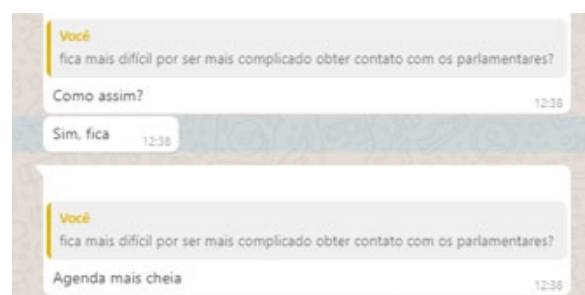 Você
fica mais difícil por ser mais complicado obter contato com os parlamentares?
Como assim?
12:38
Sim, fica
12:38
Você
fica mais difícil por ser mais complicado obter contato com os parlamentares?
Agenda mais cheia
12:38